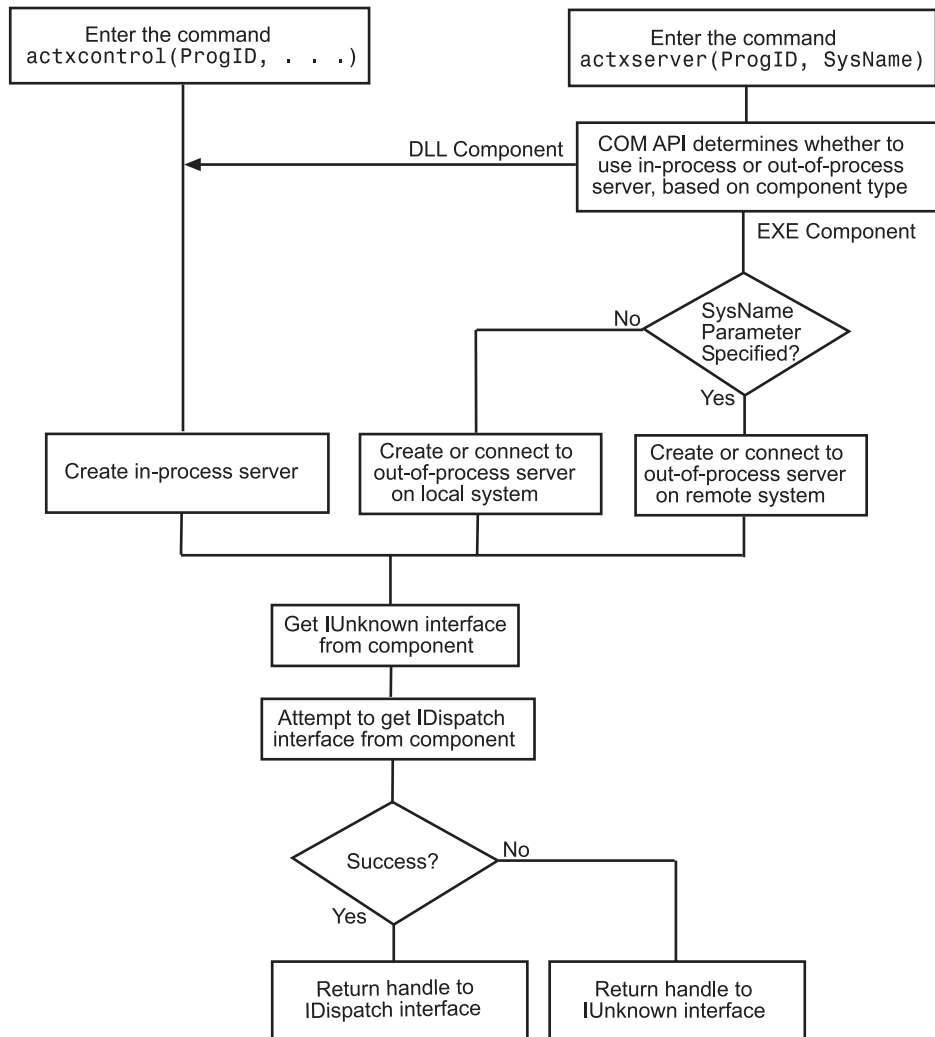 Enter the command
actxcontrol(ProgID, . . .)
Enter the command
actxserver(ProgID, SysName)
DLL Component
COM API determines whether to
use in-process or out-of-process
server, based on component type
EXE Component
No
SysName
Parameter
Specified?
Yes
Create in-process server
Create or connect to
out-of-process server
on local system
Create or connect to
out-of-process server
on remote system
Get IUnknown interface
from component
Attempt to get IDispatch
interface from component
Success?
No
Yes
Return handle to
IDispatch interface
Return handle to
IUnknown interface